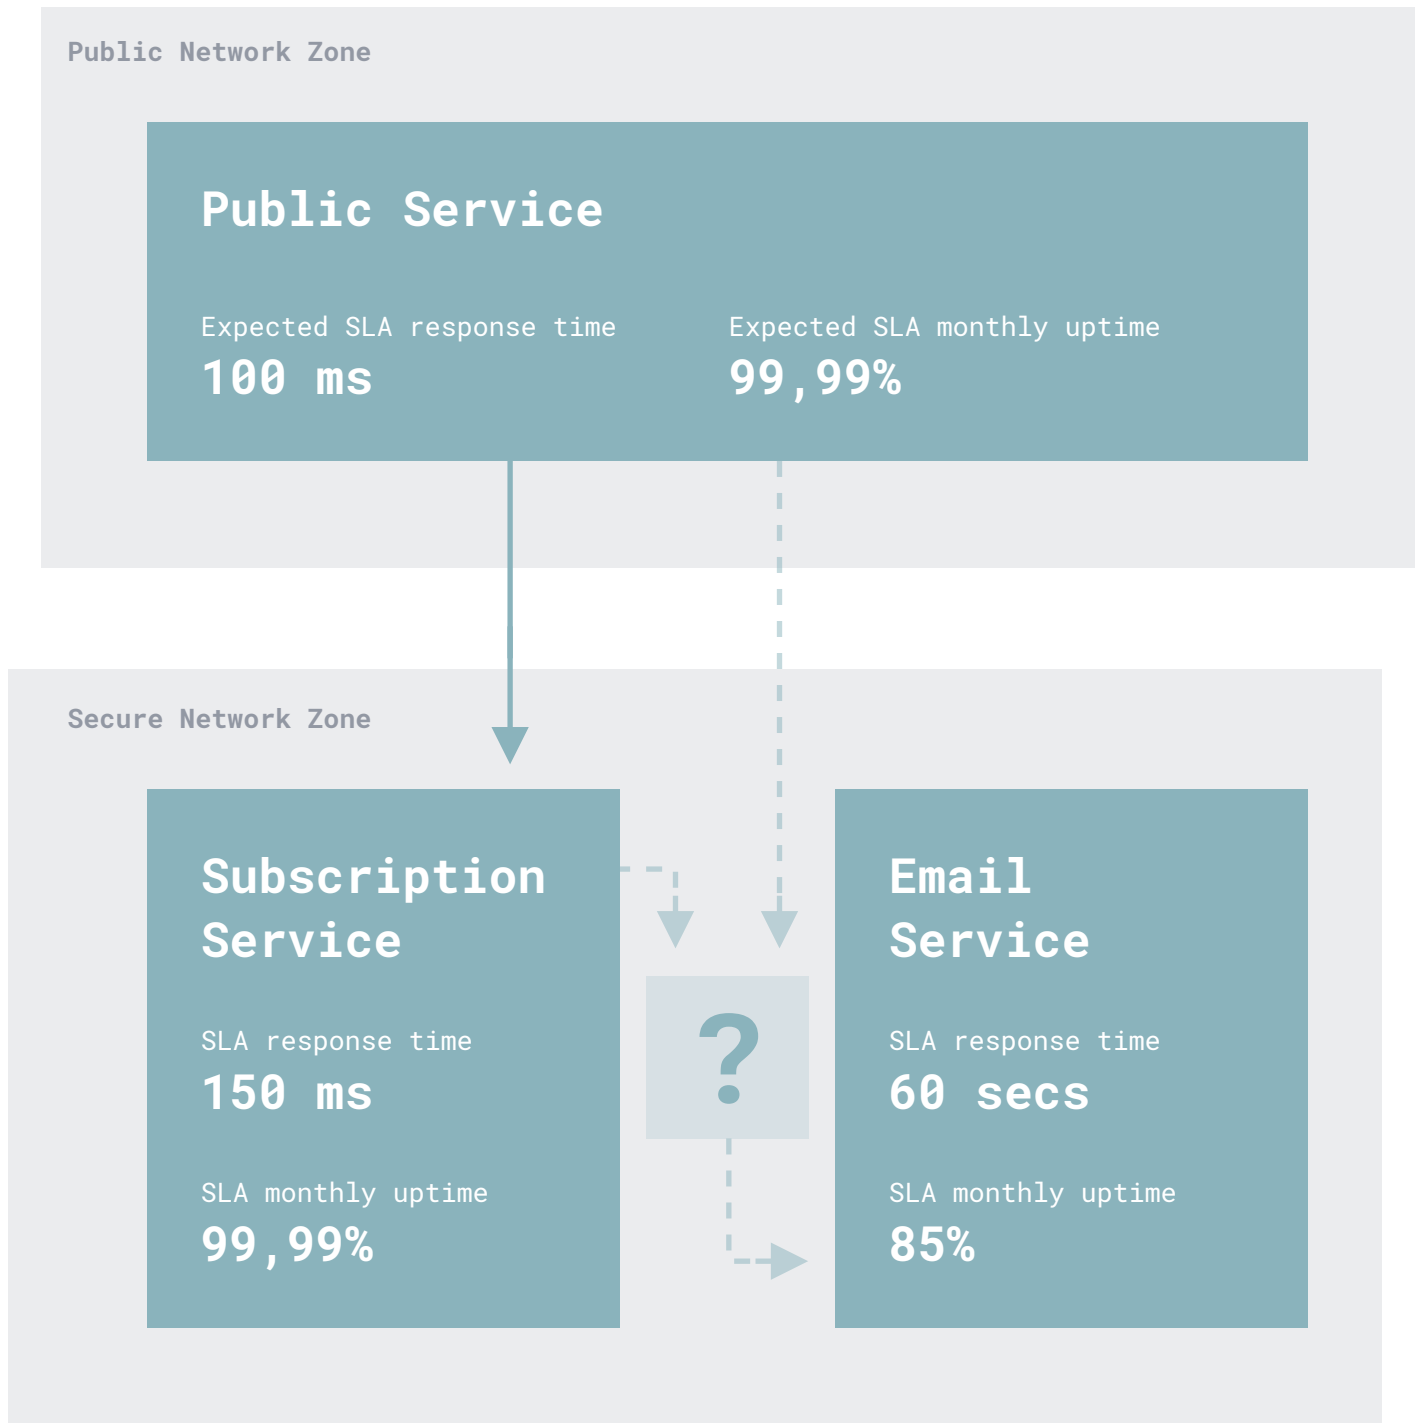 Public Network Zone
Public Service
Expected SLA response time
100 ms
Expected SLA monthly uptime
99,99%
Secure Network Zone
Subscription
Service
SLA response time
150 ms
SLA monthly uptime
99,99%
?
Email
Service
SLA response time
60 secs
SLA monthly uptime
85%